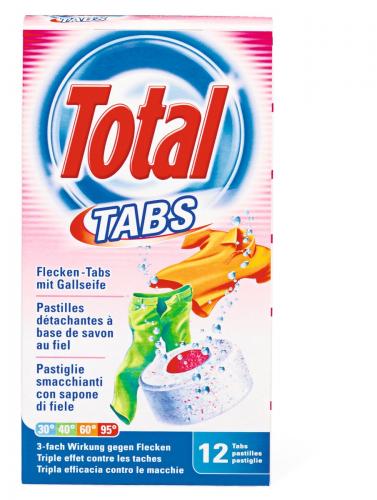 Total
TABS
Flecken-Tabs
mit Gallseife
Pastilles
détachantes à
base de savon
au fiel
Pastiglie
smacchianti
con sapone
di fiele
30° 40° 60° 95°
3-fach Wirkung gegen Flecken
Triple effet contre les taches
Tripla efficacia contro le macchie
12 Tabs
pastilles
pastiglie